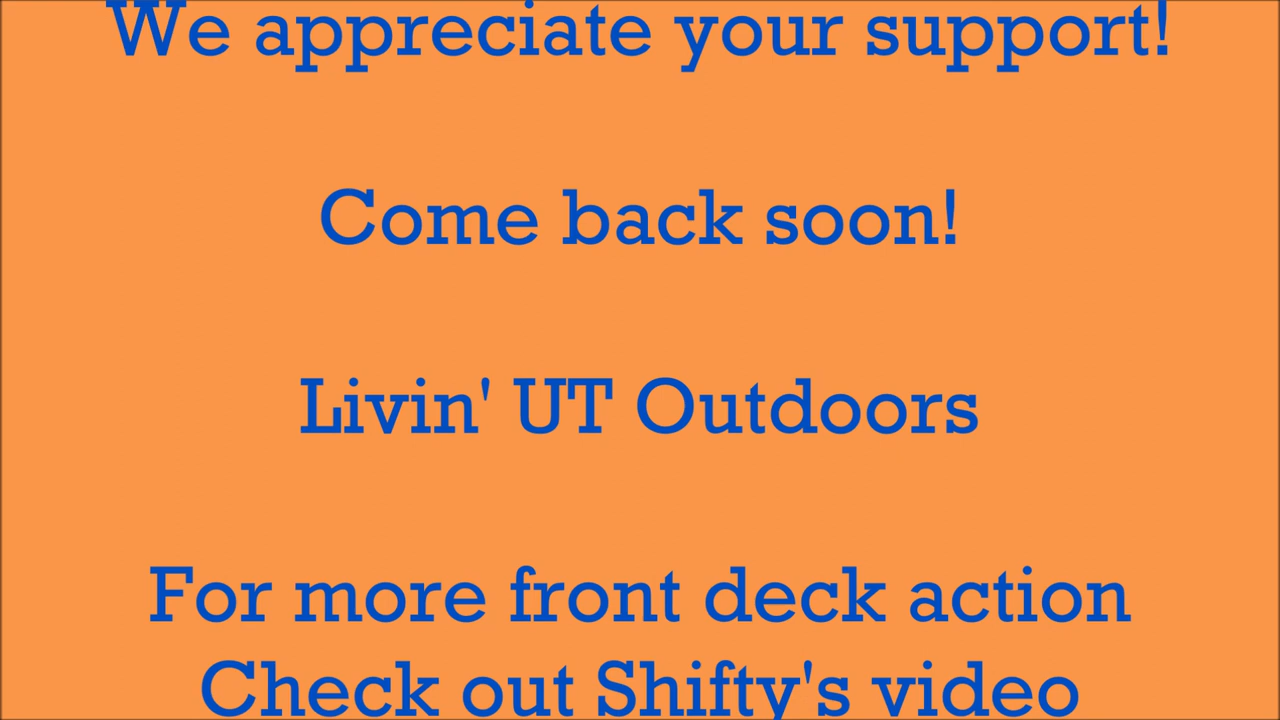 We appreciate your support!
Come back soon!
Livin' UT Outdoors
For more front deck action
Check out Shifty's video